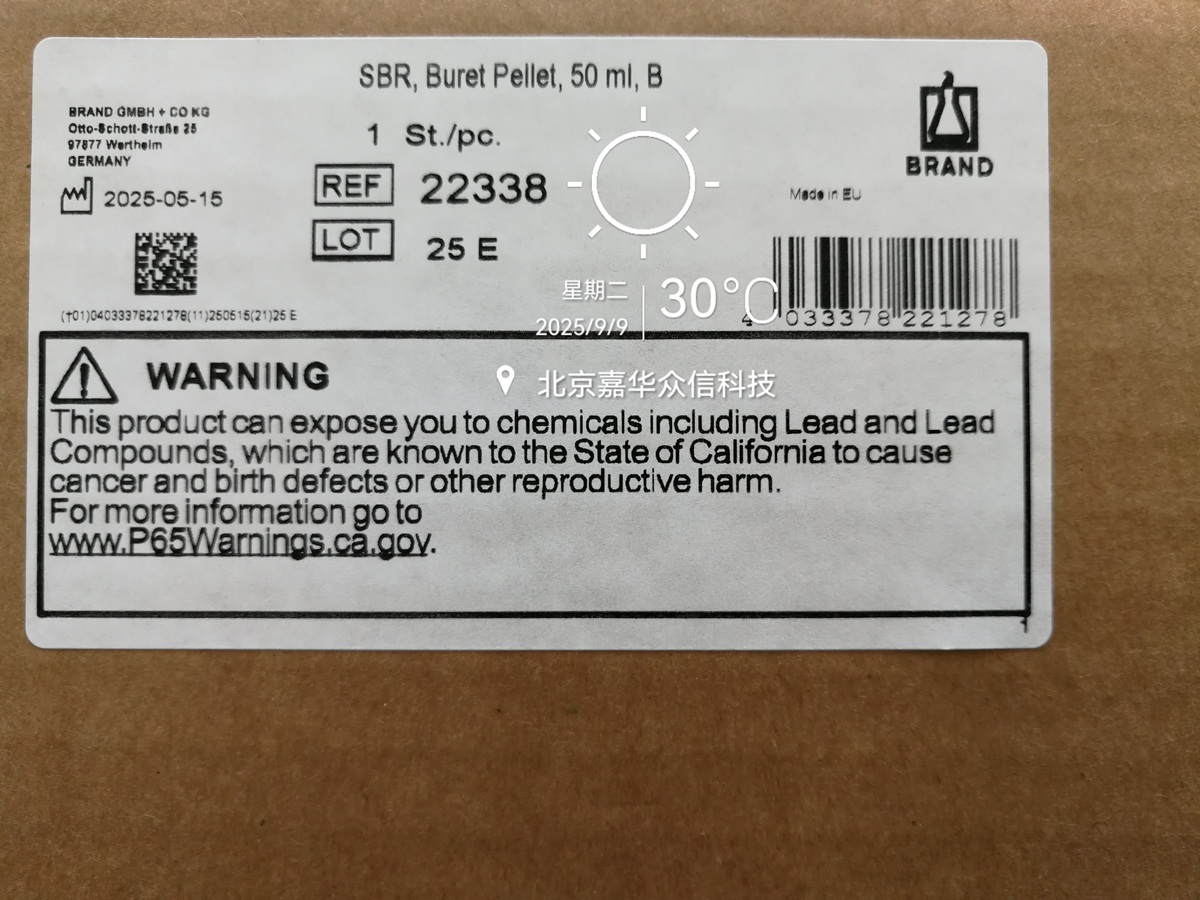 SBR, Buret Pellet, 50 ml, B
BRAND GMBH + CO KG
Otto-Schott-Straße 25
97877 Wertheim
GERMANY
2025-05-15
1 St./pc.
REF 22338
LOT 25 E
BRAND
Made in EU
(+01)04033378221278(11)250515(21)25 E
4 033378 221278
星期二
2025/9/9
30°C
北京嘉华众信科技
WARNING
This product can expose you to chemicals including Lead and Lead
Compounds, which are known to the State of California to cause
cancer and birth defects or other reproductive harm.
For more information go to
www.P65Warnings.ca.gov.
1